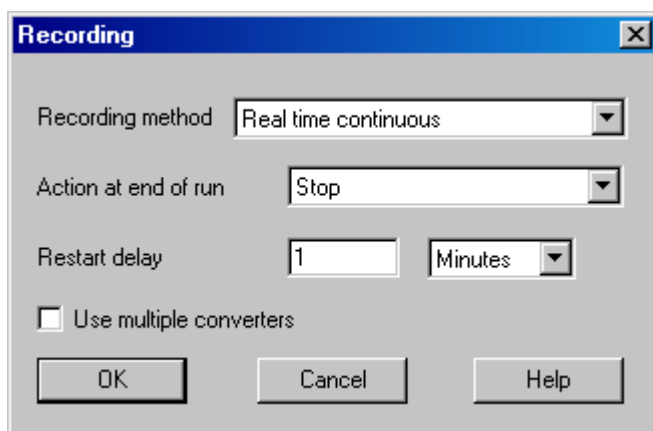 Recording
Recording method Real time continuous
Action at end of run Stop
Restart delay 1 Minutes
Use multiple converters
OK Cancel Help